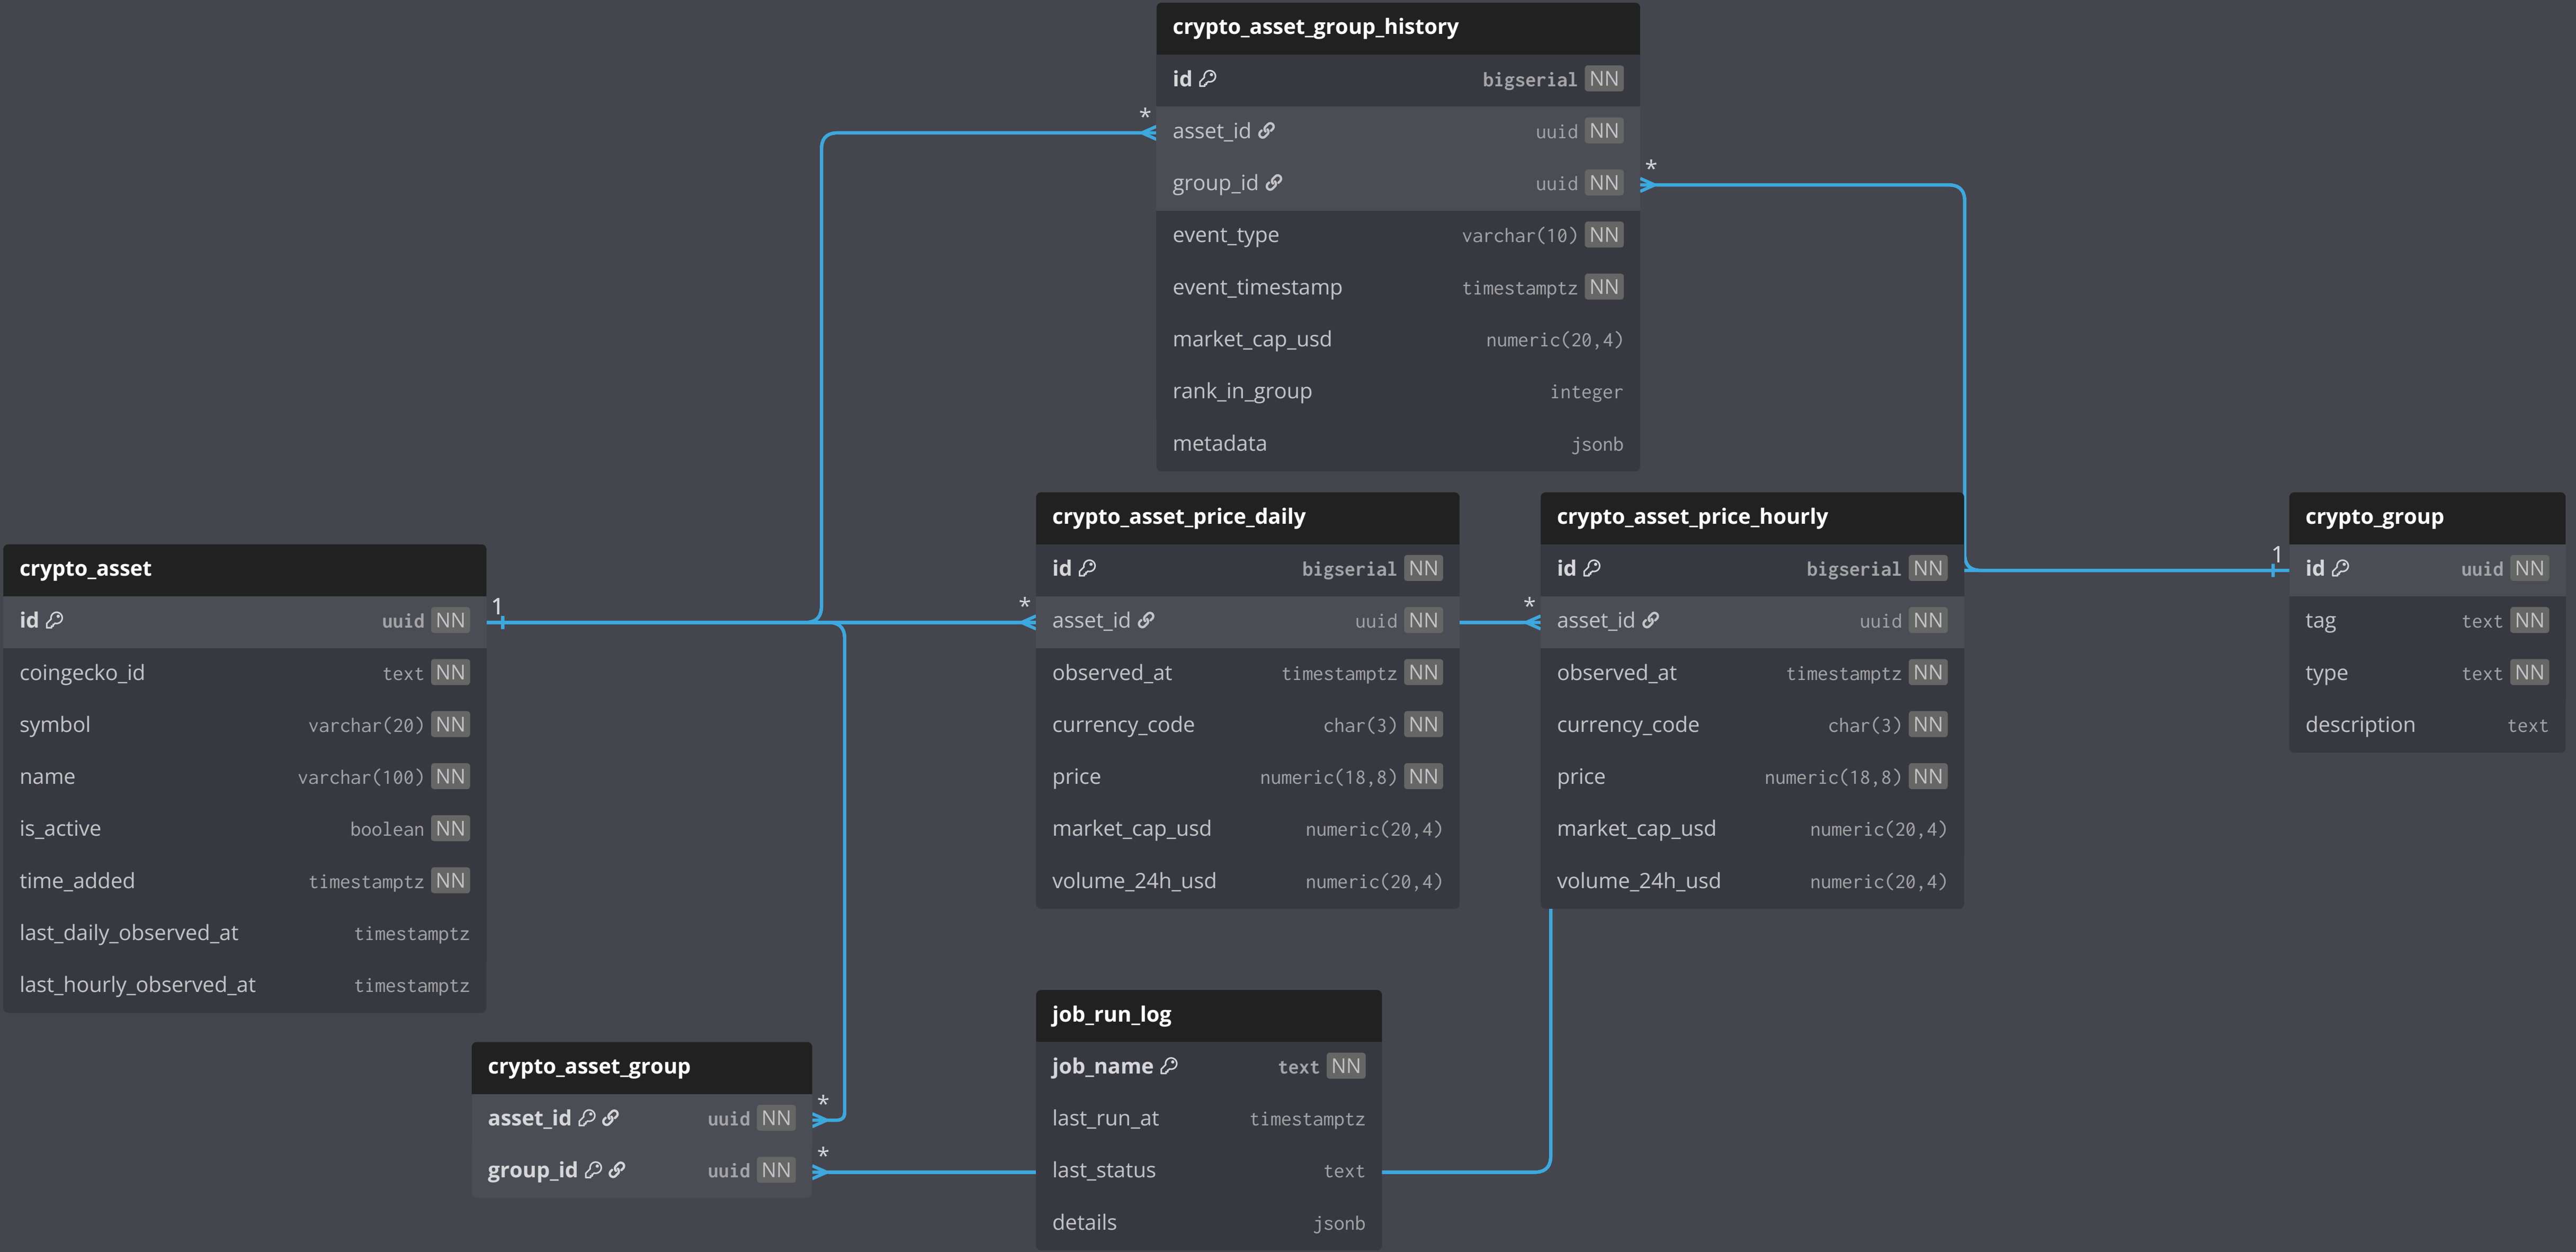 crypto_asset_group_history
id bigserial NN
* asset_id uuid NN
group_id uuid NN *
event_type varchar(10) NN
event_timestamp timestamptz NN
market_cap_usd numeric(20,4)
rank_in_group integer
metadata jsonb
crypto_asset
1
id uuid NN
coingecko_id text NN
symbol varchar(20) NN
name varchar(100) NN
is_active boolean NN
time_added timestamptz NN
last_daily_observed_at timestamptz
last_hourly_observed_at timestamptz
crypto_asset_price_daily
id bigserial NN
* asset_id uuid NN
observed_at timestamptz NN
currency_code char(3) NN
price numeric(18,8) NN
market_cap_usd numeric(20,4)
volume_24h_usd numeric(20,4)
crypto_asset_price_hourly
id bigserial NN
* asset_id uuid NN
observed_at timestamptz NN
currency_code char(3) NN
price numeric(18,8) NN
market_cap_usd numeric(20,4)
volume_24h_usd numeric(20,4)
crypto_group
1
id uuid NN
tag text NN
type text NN
description text
crypto_asset_group
asset_id uuid NN *
group_id uuid NN *
job_run_log
job_name text NN
last_run_at timestamptz
last_status text
details jsonb